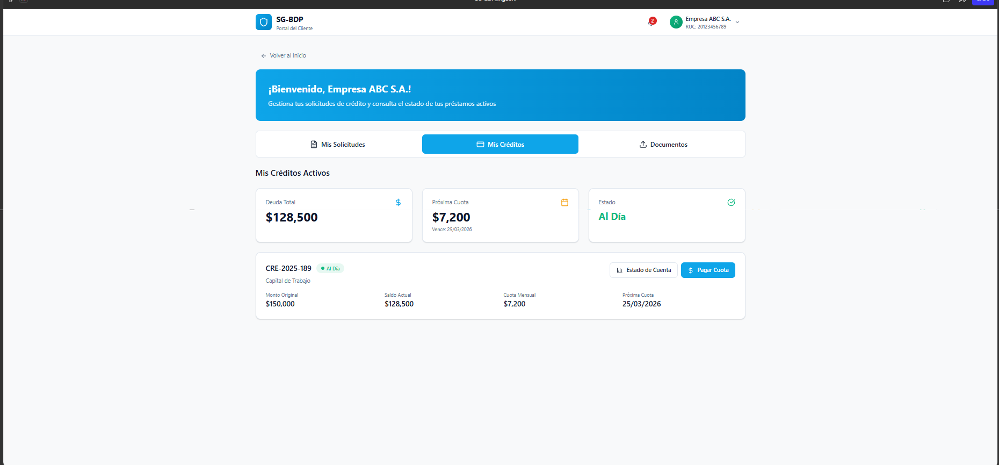 SG-BDP
Portal del Cliente
2
Empresa ABC S.A.
RUC: 20123456789
Volver al Inicio
¡Bienvenido, Empresa ABC S.A.!
Gestiona tus solicitudes de crédito y consulta el estado de tus préstamos activos
Mis Solicitudes
Mis Créditos
Documentos
Mis Créditos Activos
Deuda Total
$128,500
Próxima Cuota
$7,200
Vence: 25/03/2026
Estado
Al Día
CRE-2025-189
Al Día
Capital de Trabajo
Estado de Cuenta
Pagar Cuota
Monto Original
$150,000
Saldo Actual
$128,500
Cuota Mensual
$7,200
Próxima Cuota
25/03/2026